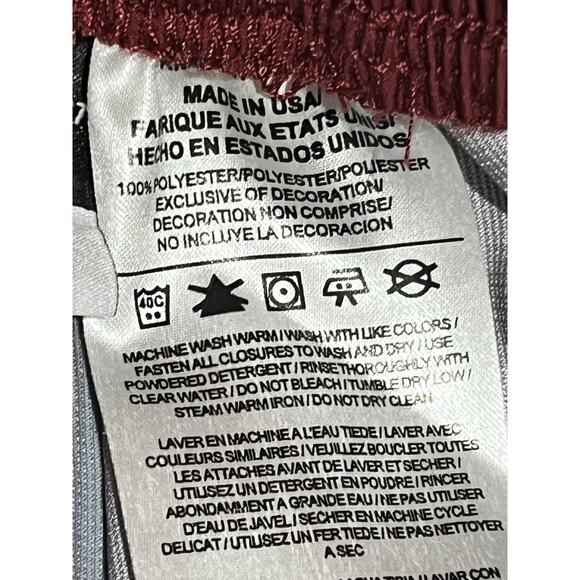 MADE IN USA/
FABRIQUE AUX ETATS UNIS/
HECHO EN ESTADOS UNIDOS
100% POLYESTER/POLYESTER/POLIESTER
EXCLUSIVE OF DECORATION/
DECORATION NON COMPRISE/
NO INCLUYE LA DECORACION
40C
MACHINE WASH WARM/WASH WITH LIKE COLORS/
FASTEN ALL CLOSURES TO WASH AND DRY/USE
POWDERED DETERGENT/RINSE THOROUGHLY WITH
CLEAR WATER/DO NOT BLEACH/TUMBLE DRY LOW/
STEAM WARM IRON/DO NOT DRY CLEAN
LAVER EN MACHINE A L'EAU TIEDE/LAVER AVEC
COULEURS SIMILAIRES/VEUILLEZ BOUCLER TOUTES
LES ATTACHES AVANT DE LAVER ET SECHER/
UTILISEZ UN DETERGENT EN POUDRE/RINCER
ABONDAMMENT A GRANDE EAU/NE PAS UTILISER
D'EAU DE JAVEL/SECHER EN MACHINE CYCLE
DELICAT/UTILISEZ UN FER TIEDE/NE PAS NETTOYER
A SEC
TIBIA/LAVAR CON